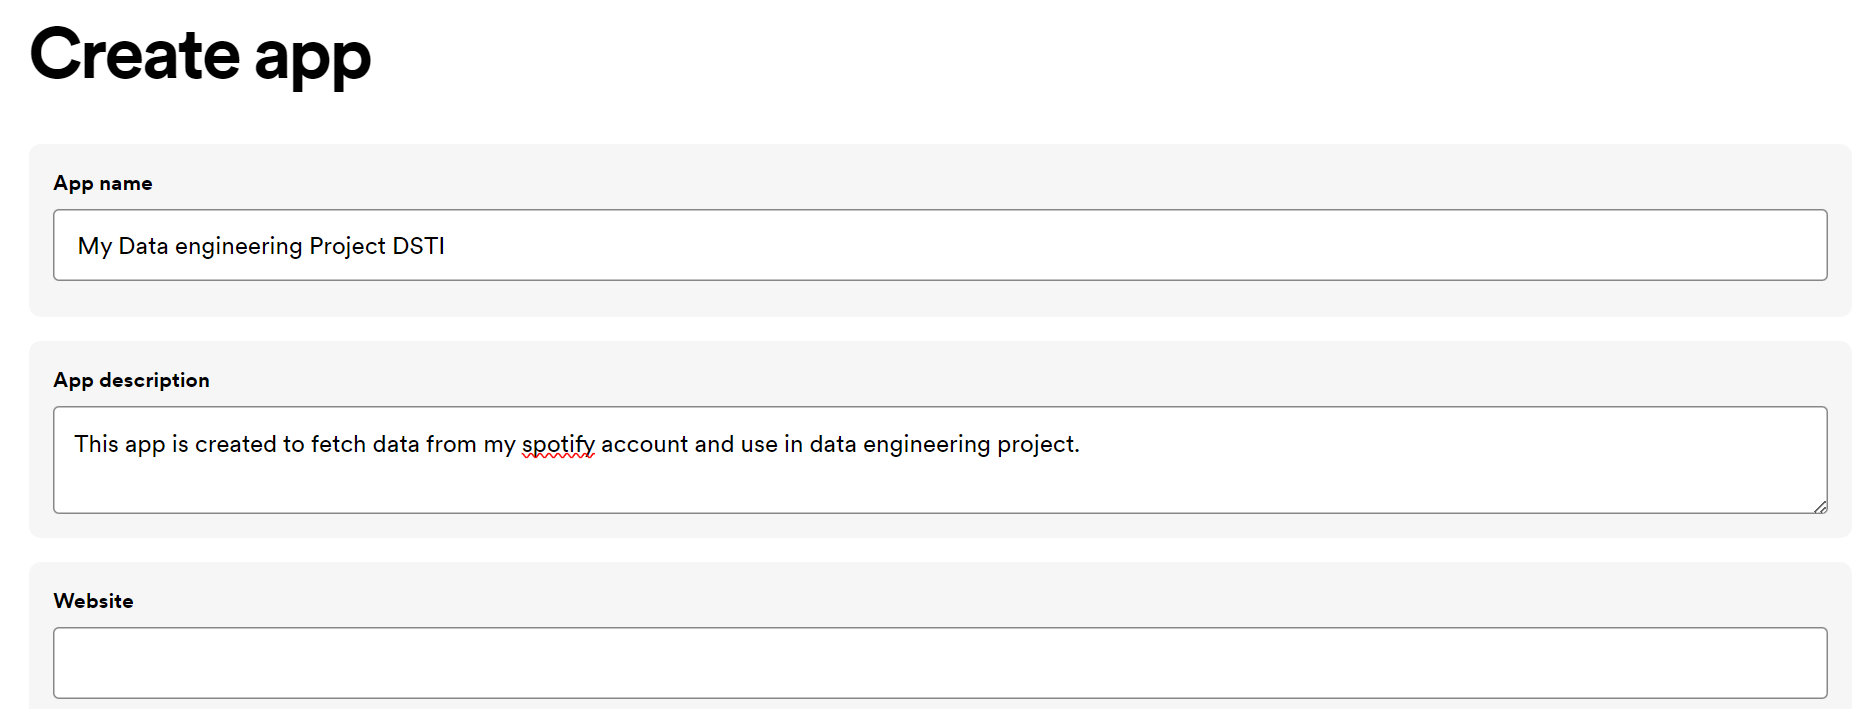 Create app
App name
My Data engineering Project DSTI
App description
This app is created to fetch data from my spotify account and use in data engineering project.
Website